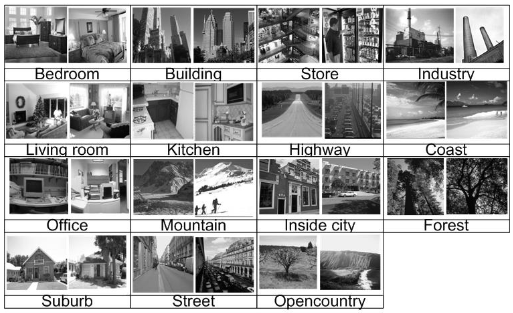 Bedroom
Building
Store
Industry
Living room
Kitchen
Highway
Coast
Office
Mountain
Inside city
Forest
Suburb
Street
Opencountry